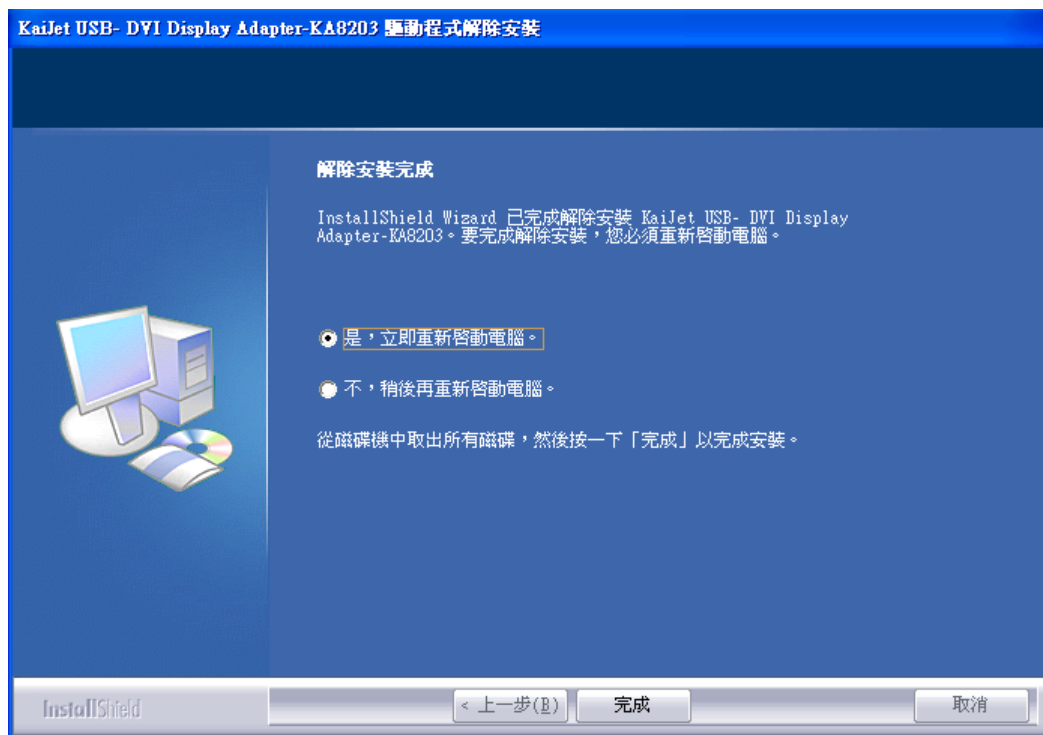 KaiJet USB- DVI Display Adapter-KA8203 驅動程式解除安裝
解除安裝完成
InstallShield Wizard 已完成解除安裝 KaiJet USB- DVI Display
Adapter-KA8203。要完成解除安裝，您必須重新啓動電腦。
是，立即重新啓動電腦。
不，稍後再重新啓動電腦。
從磁碟機中取出所有磁碟，然後按一下「完成」以完成安裝。
InstallShield
< 上一步(B) 完成 取消